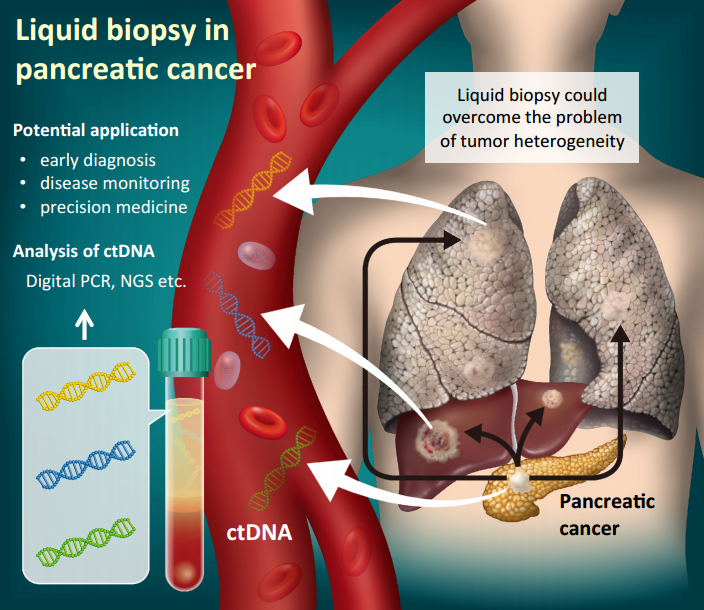 Liquid biopsy in
pancreatic cancer
Potential application
• early diagnosis
• disease monitoring
• precision medicine
Analysis of ctDNA
Digital PCR, NGS etc.
Liquid biopsy could
overcome the problem
of tumor heterogeneity
ctDNA
Pancreatic
cancer